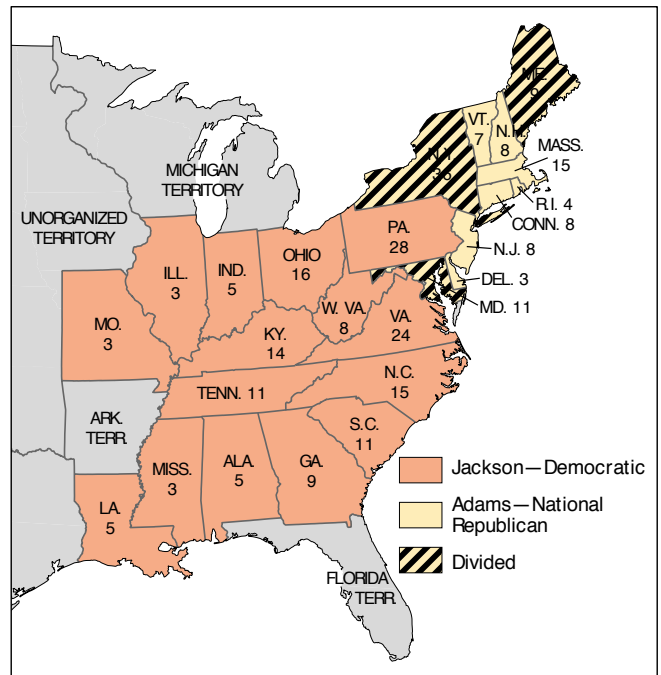 ME.
9
VT.
7
N.H.
8
MASS.
15
N.Y.
36
R.I. 4
CONN. 8
MICHIGAN
TERRITORY
UNORGANIZED
TERRITORY
PA.
28
N.J. 8
OHIO
16
ILL.
3
IND.
5
DEL. 3
MD. 11
W. VA.
8
VA.
24
MO.
3
KY.
14
N.C.
15
TENN. 11
ARK.
TERR.
S.C.
11
MISS.
3
ALA.
5
GA.
9
LA.
5
FLORIDA
TERR.
Jackson—Democratic
Adams—National
Republican
Divided